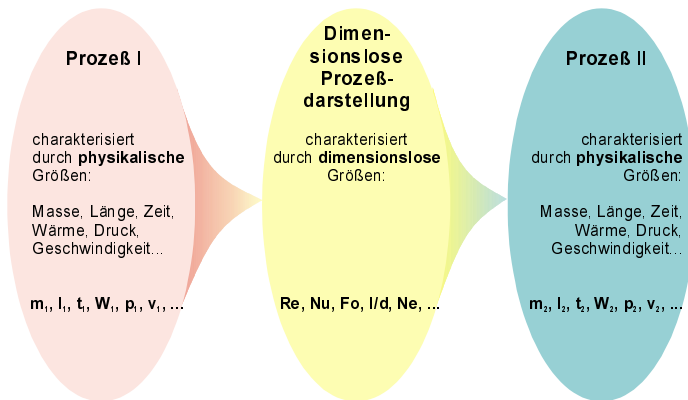 Prozeß I
charakterisiert
durch physikalische
Größen:
Masse, Länge, Zeit,
Wärme, Druck,
Geschwindigkeit...
m₁, l₁, t₁, W₁, p₁, v₁, ...
Dimen-
sionslose
Prozeß-
darstellung
charakterisiert
durch dimensionslose
Größen:
Re, Nu, Fo, l/d, Ne, ...
Prozeß II
charakterisiert
durch physikalische
Größen:
Masse, Länge, Zeit,
Wärme, Druck,
Geschwindigkeit...
m₂, l₂, t₂, W₂, p₂, v₂, ...